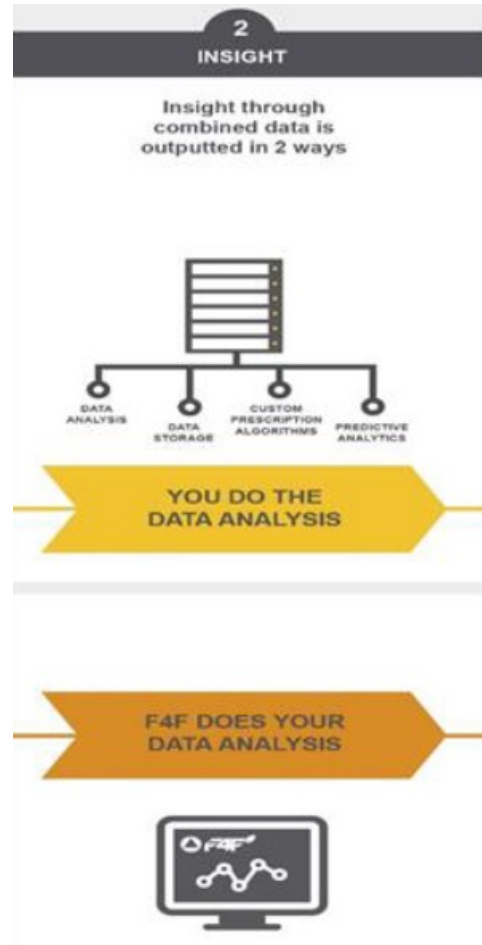 2
INSIGHT
Insight through
combined data is
outputted in 2 ways
DATA
ANALYSIS
DATA
STORAGE
CUSTOM
PRESCRIPTION
ALGORITHMS
PREDICTIVE
ANALYTICS
YOU DO THE
DATA ANALYSIS
F4F DOES YOUR
DATA ANALYSIS
F4F